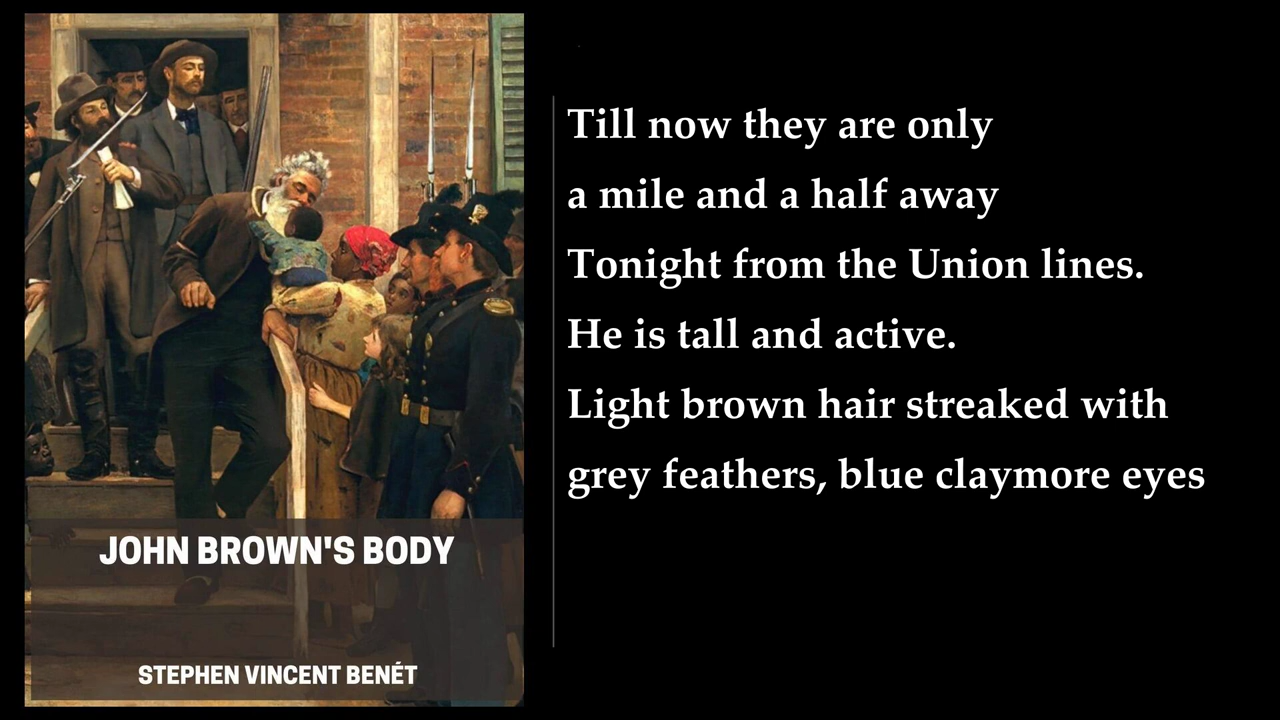 JOHN BROWN'S BODY
STEPHEN VINCENT BENÉT
Till now they are only
a mile and a half away
Tonight from the Union lines.
He is tall and active.
Light brown hair streaked with
grey feathers, blue claymore eyes